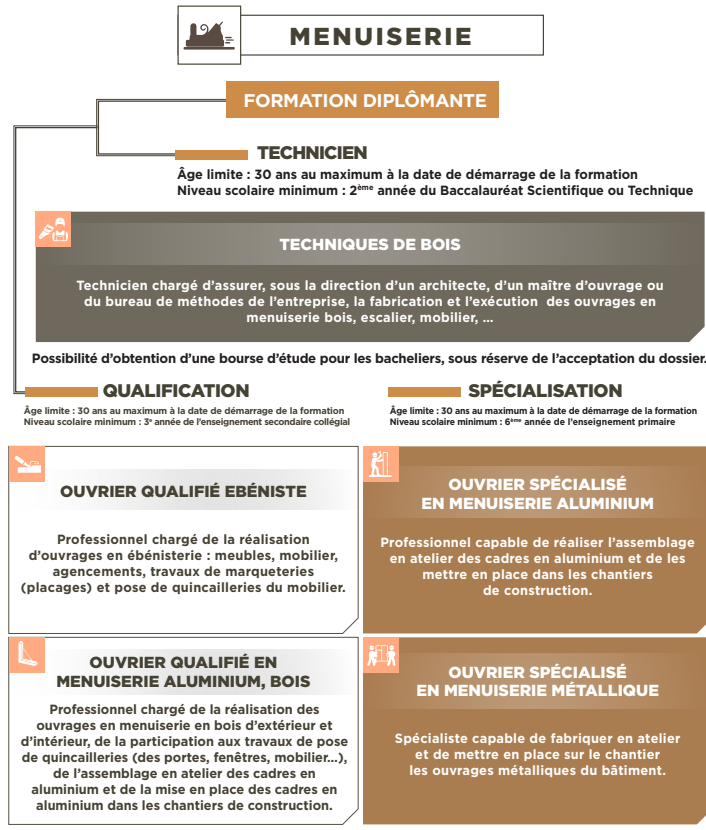 MENUISERIE
FORMATION DIPLÔMANTE
TECHNICIEN
Âge limite : 30 ans au maximum à la date de démarrage de la formation
Niveau scolaire minimum : 2ème année du Baccalauréat Scientifique ou Technique
TECHNIQUES DE BOIS
Technicien chargé d’assurer, sous la direction d’un architecte, d’un maître d’ouvrage ou
du bureau de méthodes de l’entreprise, la fabrication et l’exécution des ouvrages en
menuiserie bois, escalier, mobilier, ...
Possibilité d’obtention d’une bourse d’étude pour les bacheliers, sous réserve de l’acceptation du dossier.
QUALIFICATION
Âge limite : 30 ans au maximum à la date de démarrage de la formation
Niveau scolaire minimum : 3e année de l’enseignement secondaire collégial
OUVRIER QUALIFIÉ EBÉNISTE
Professionnel chargé de la réalisation
d’ouvrages en ébénisterie : meubles, mobilier,
agencements, travaux de marqueteries
(placages) et pose de quincailleries du mobilier.
OUVRIER QUALIFIÉ EN
MENUISERIE ALUMINIUM, BOIS
Professionnel chargé de la réalisation des
ouvrages en menuiserie en bois d’extérieur et
d’intérieur, de la participation aux travaux de pose
de quincailleries (des portes, fenêtres, mobilier...),
de l’assemblage en atelier des cadres en
aluminium et de la mise en place des cadres en
aluminium dans les chantiers de construction.
SPÉCIALISATION
Âge limite : 30 ans au maximum à la date de démarrage de la formation
Niveau scolaire minimum : 6ème année de l’enseignement primaire
OUVRIER SPÉCIALISÉ
EN MENUISERIE ALUMINIUM
Professionnel capable de réaliser l’assemblage
en atelier des cadres en aluminium et de les
mettre en place dans les chantiers
de construction.
OUVRIER SPÉCIALISÉ
EN MENUISERIE MÉTALLIQUE
Spécialiste capable de fabriquer en atelier
et de mettre en place sur le chantier
les ouvrages métalliques du bâtiment.